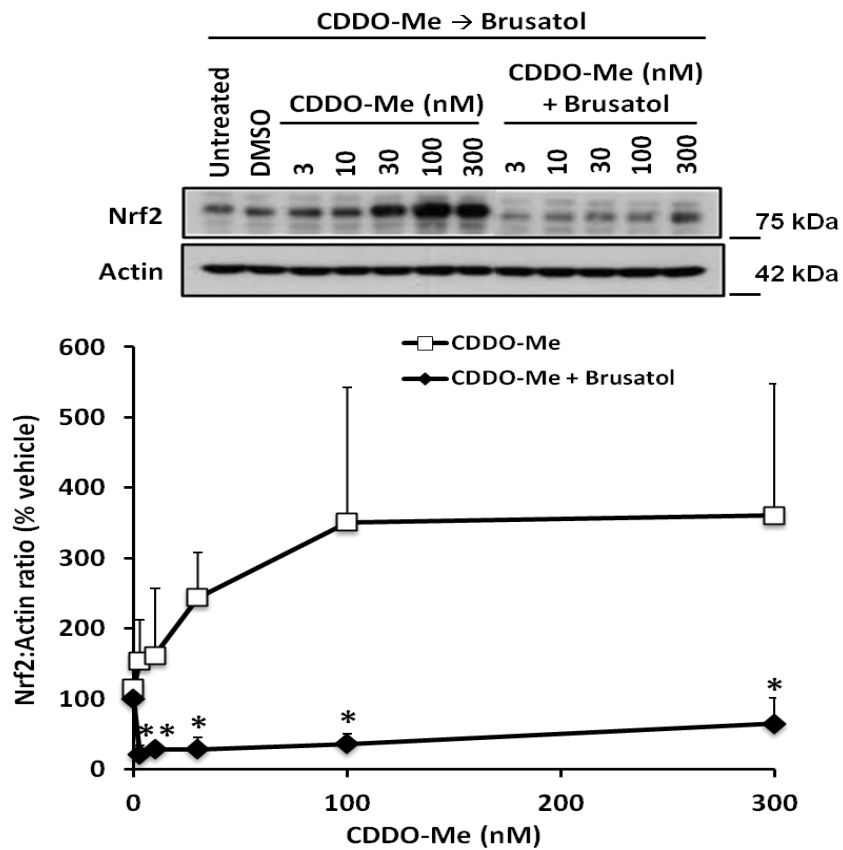 CDDO-Me → Brusatol
Untreated
DMSO
CDDO-Me (nM)
3 10 30 100 300
CDDO-Me (nM)
+ Brusatol
3 10 30 100 300
Nrf2
75 kDa
Actin
42 kDa
CDDO-Me
CDDO-Me + Brusatol
Nrf2:Actin ratio (% vehicle)
600
500
400
300
200
100
0
* * * * *
0 100 200 300
CDDO-Me (nM)